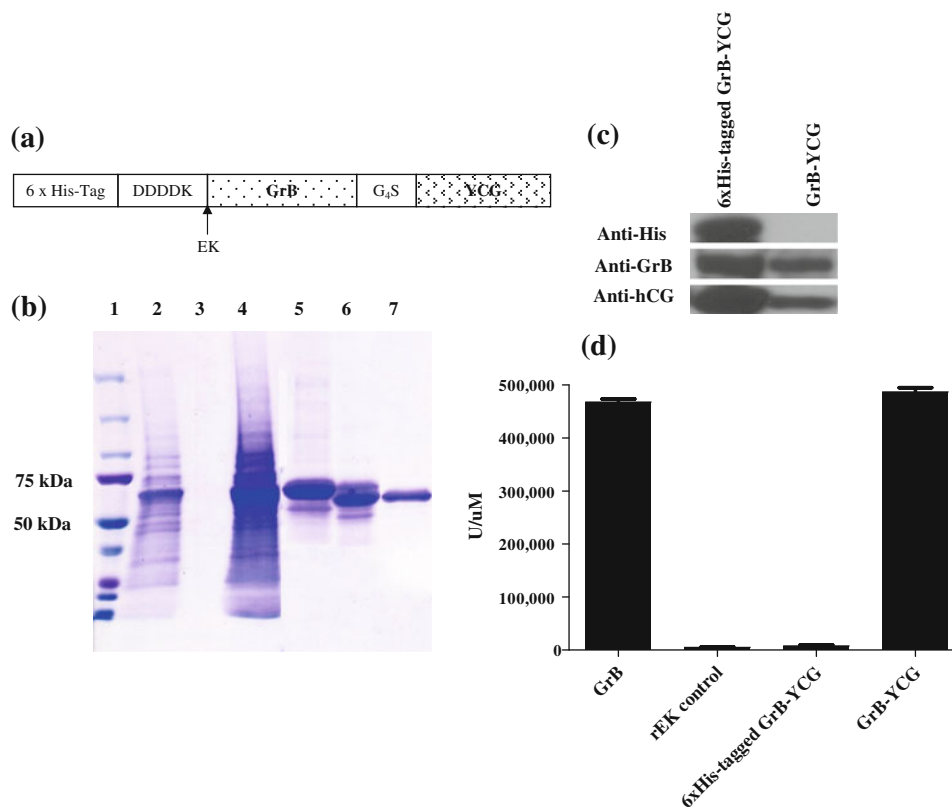 (a)
6 x His-Tag DDDDK GrB G₄S YCG
EK
(b)
1 2 3 4 5 6 7
75 kDa
50 kDa
(c)
6xHis-tagged GrB-YCG
GrB-YCG
Anti-His
Anti-GrB
Anti-hCG
(d)
U/uM
500,000
400,000
300,000
200,000
100,000
0
GrB
rEK control
6xHis-tagged GrB-YCG
GrB-YCG